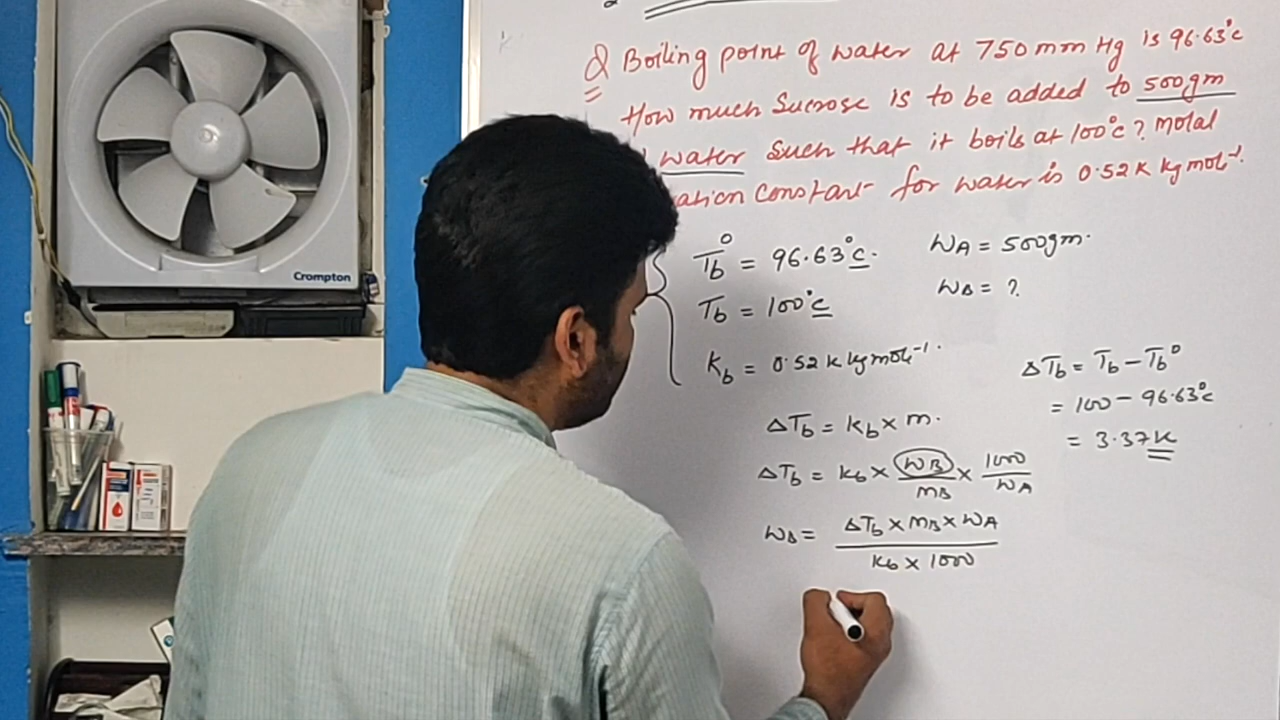 Crompton
Q Boiling point of water at 750 mm Hg is 96.63°C
How much Sucrose is to be added to 500gm
water such that it boils at 100°C? molal
constant for water is 0.52 K kg mol⁻¹.
Tb° = 96.63°C.
WA = 500gm.
Tb = 100°C
WB = ?
Kb = 0.52 K kg mol⁻¹.
ΔTb = Tb – Tb°
= 100 – 96.63°C
= 3.37K
ΔTb = Kb × m.
ΔTb = Kb × WB/MB × 1000/WA
WB = ΔTb × MB × WA / Kb × 1000